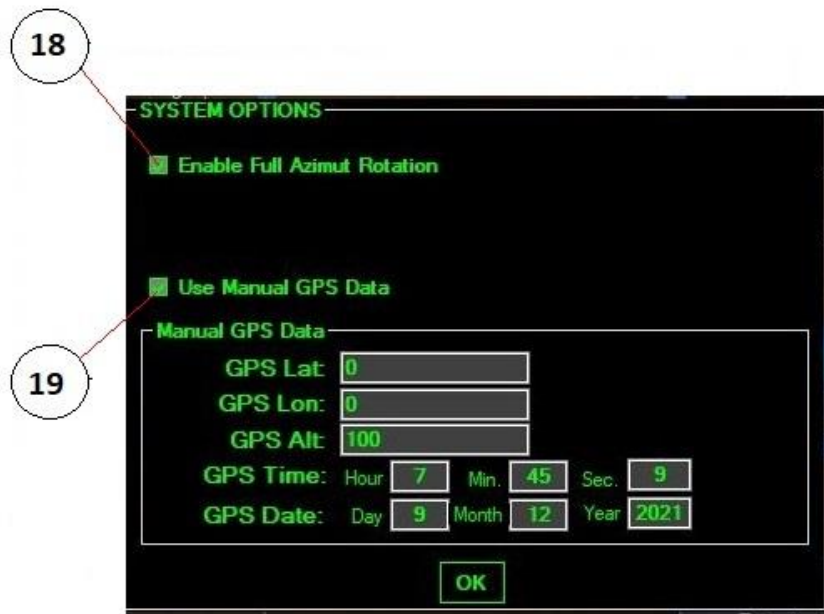 18
SYSTEM OPTIONS
Enable Full Azimut Rotation
Use Manual GPS Data
19
Manual GPS Data
GPS Lat: 0
GPS Lon: 0
GPS Alt: 100
GPS Time: Hour 7 Min. 45 Sec. 9
GPS Date: Day 9 Month 12 Year 2021
OK